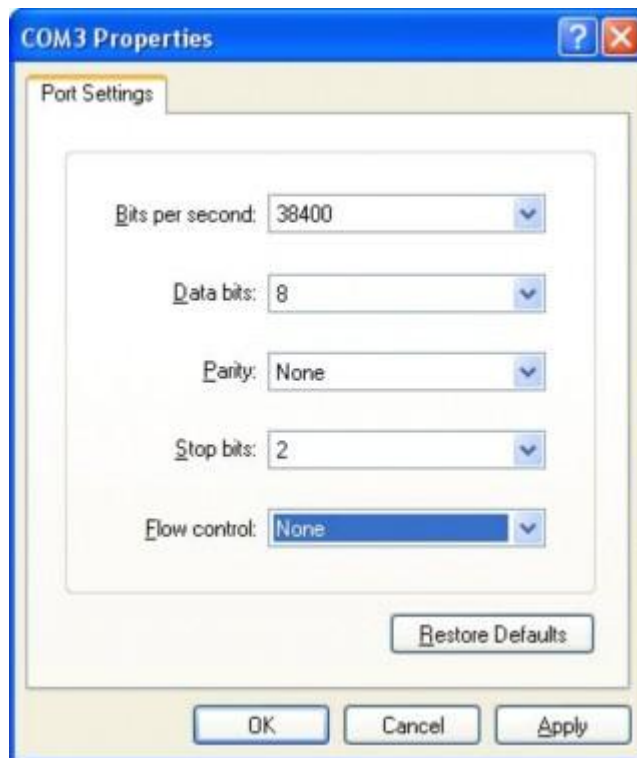 COM3 Properties
Port Settings
Bits per second: 38400
Data bits: 8
Parity: None
Stop bits: 2
Flow control: None
Restore Defaults
OK Cancel Apply